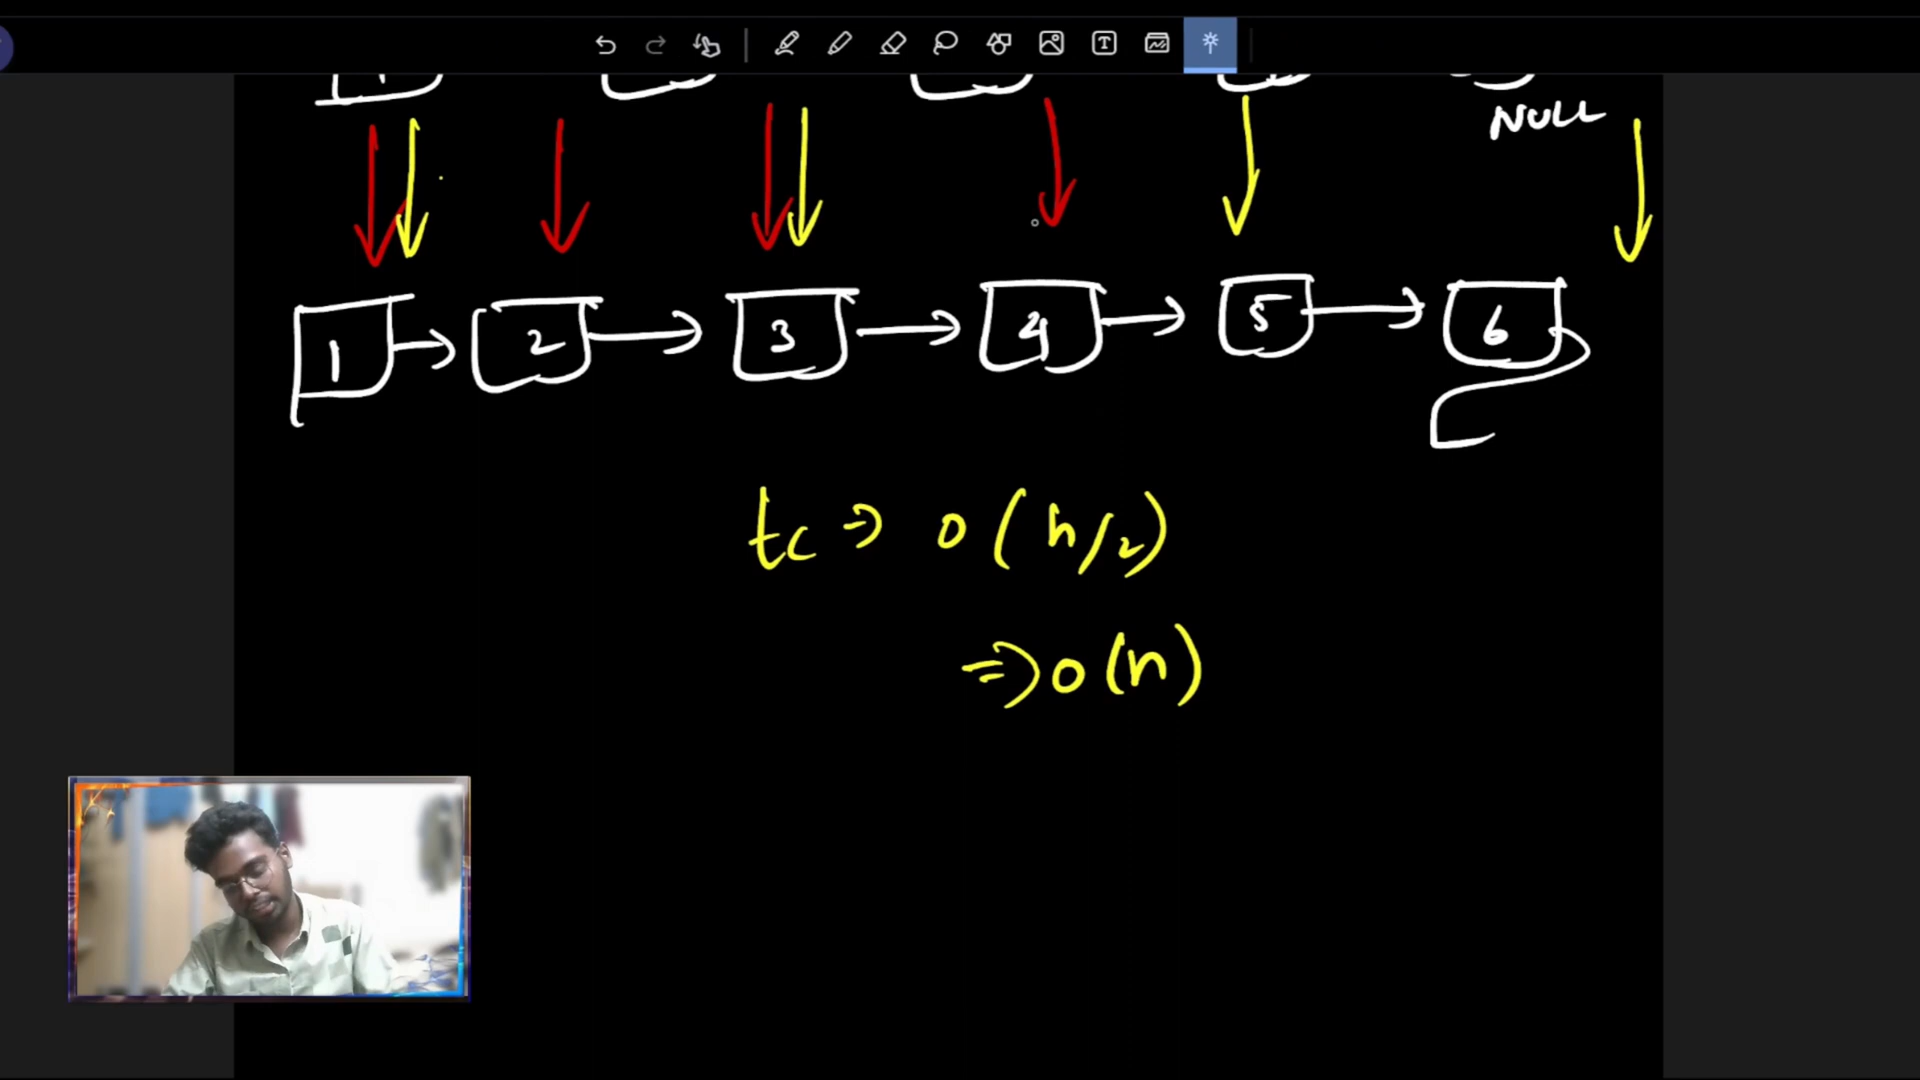 NULL
1 → 2 → 3 → 4 → 5 → 6
tc ⇒ O(n/2)
⇒ O(n)